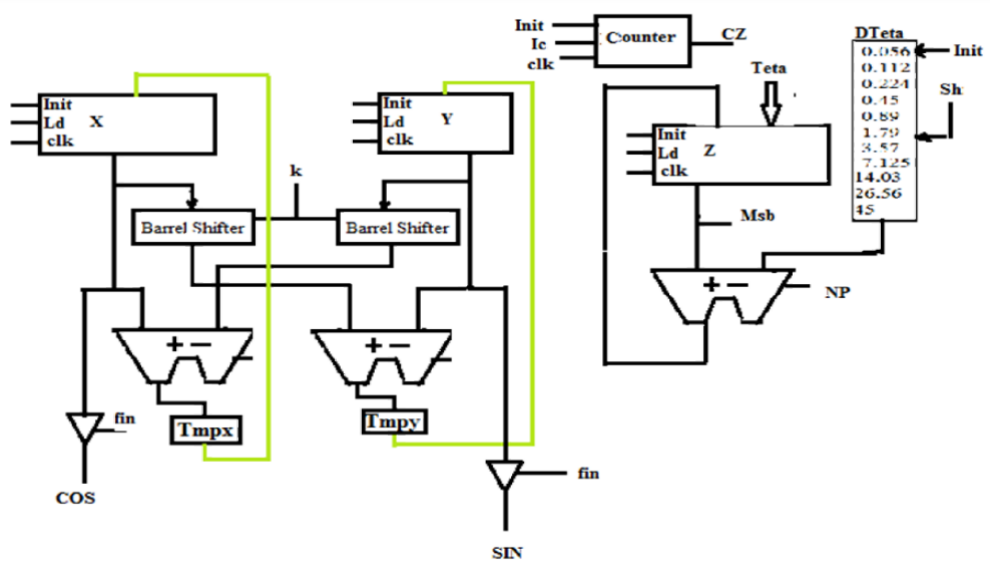 Init
Ic
clk
Counter
CZ
DTeta
0.056
0.112
0.224
0.45
0.89
1.79
3.57
7.125
14.03
26.56
45
Init
Sh
Teta
Init
Ld
clk
X
Init
Ld
clk
Y
Init
Ld
clk
Z
k
Barrel Shifter
Barrel Shifter
Msb
+ -
NP
+ -
+ -
fin
Tmpx
Tmpy
COS
fin
SIN